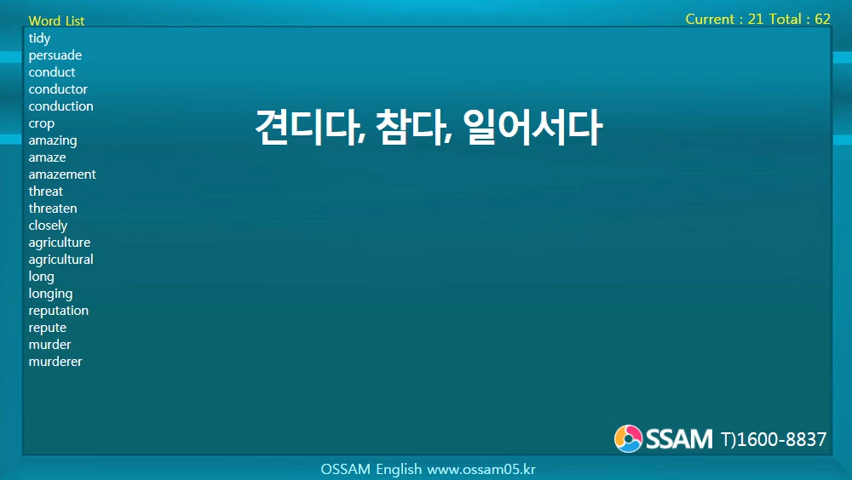 Word List
Current : 21 Total : 62
tidy
persuade
conduct
conductor
conduction
crop
amazing
amaze
amazement
threat
threaten
closely
agriculture
agricultural
long
longing
reputation
repute
murder
murderer
견디다, 참다, 일어서다
OSSAM T)1600-8837
OSSAM English www.ossam05.kr